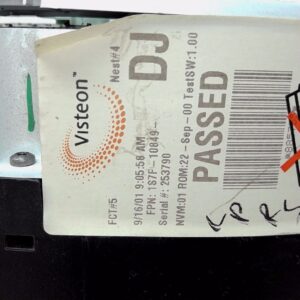 Visteon™
Nest#4
DJ
FCT#5
9/16/01 9:05:56 AM
FPN: 1S7F-10849-
Serial #: 253790
NVM:01 ROM:22-Sep-00 TestSW:1.00
PASSED